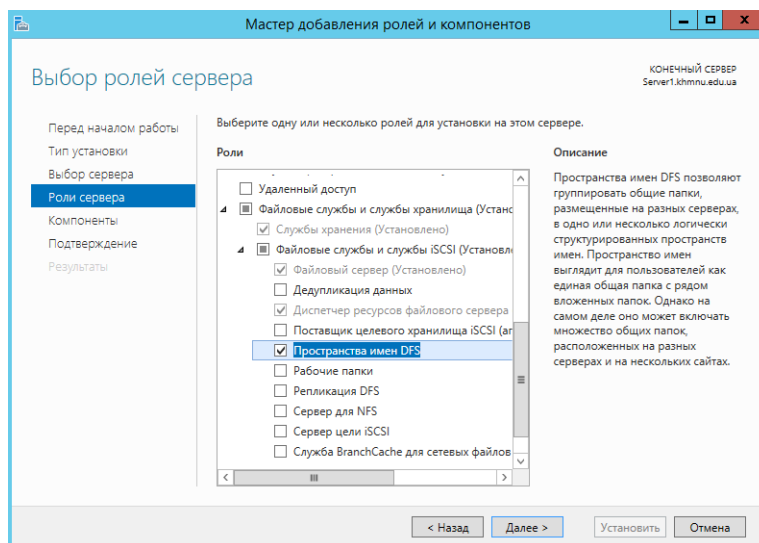 Мастер добавления ролей и компонентов
Выбор ролей сервера
КОНЕЧНЫЙ СЕРВЕР
Server1.khmnu.edu.ua
Перед началом работы
Тип установки
Выбор сервера
Роли сервера
Компоненты
Подтверждение
Результаты
Выберите одну или несколько ролей для установки на этом сервере.
Роли
Удаленный доступ
Файловые службы и службы хранилища (Устано
Службы хранения (Установлено)
Файловые службы и службы iSCSI (Установл
Файловый сервер (Установлено)
Дедупликация данных
Диспетчер ресурсов файлового сервера
Поставщик целевого хранилища iSCSI (ап
Пространства имен DFS
Рабочие папки
Репликация DFS
Сервер для NFS
Сервер цели iSCSI
Служба BranchCache для сетевых файлов
Описание
Пространства имен DFS позволяют
группировать общие папки,
размещенные на разных серверах,
в одно или несколько логически
структурированных пространств
имен. Пространство имен
выглядит для пользователей как
единая общая папка с рядом
вложенных папок. Однако на
самом деле оно может включать
множество общих папок,
расположенных на разных
серверах и на нескольких сайтах.
< Назад
Далее >
Установить
Отмена